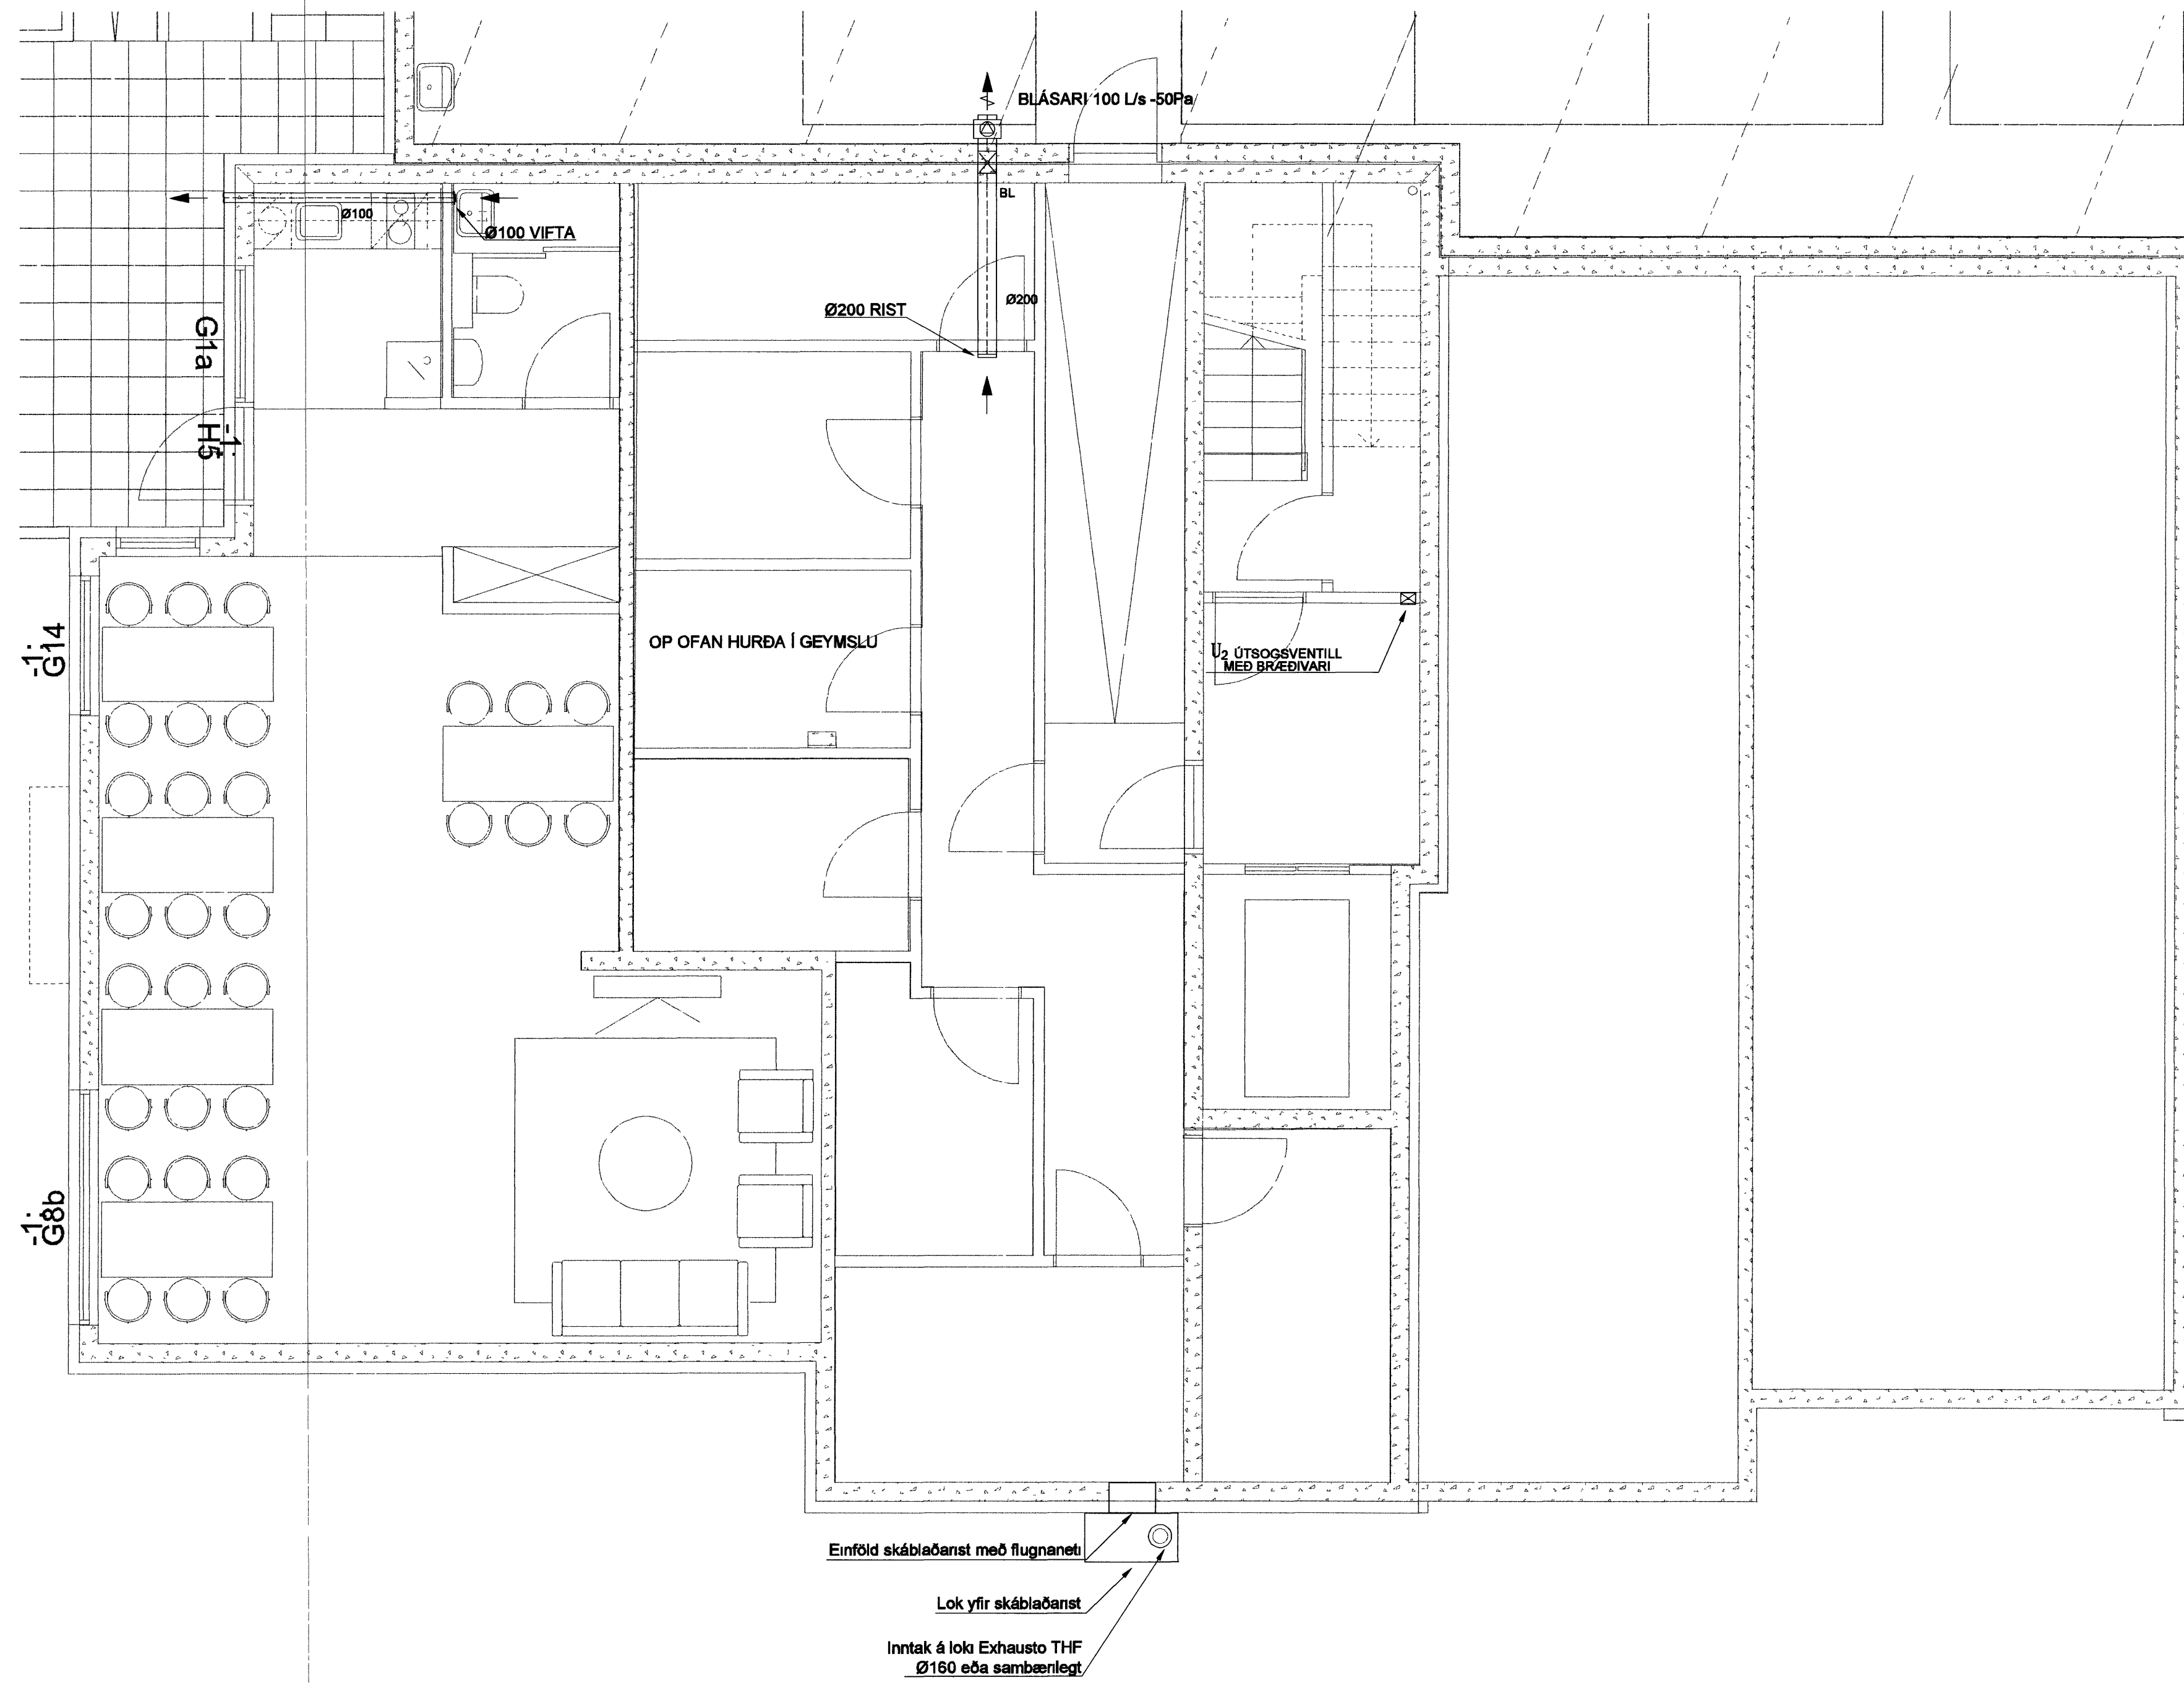 BLÁSARI 100 L/s -50Pa
BL
Ø100
Ø100 VIFTA
Ø200
Ø200 RIST
G1a
-1.
H5
OP OFAN HURÐA Í GEYMSLU
-1.
G14
U₂ ÚTSOGSVENTILL
MEÐ BRÆÐIVARI
-1.
G8b
Einföld skáblaðarist með flugnaneti
Lok yfir skáblaðarist
Inntak á loki Exhausto THF
Ø160 eða sambærilegt